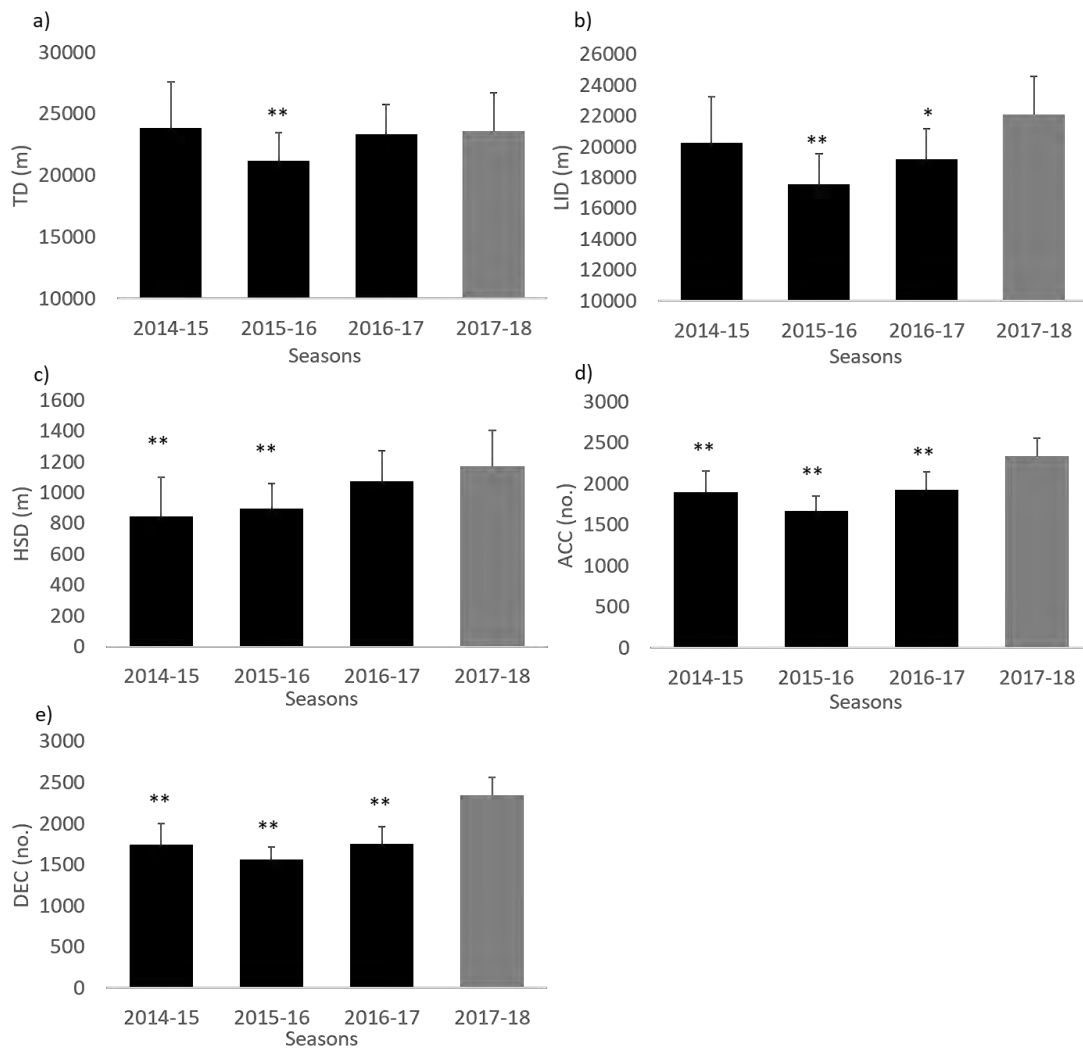 a)
30000
25000
20000
15000
10000
TD (m)
**
2014-15 2015-16 2016-17 2017-18
Seasons
b)
26000
24000
22000
20000
18000
16000
14000
12000
10000
LID (m)
**
*
2014-15 2015-16 2016-17 2017-18
Seasons
c)
1600
1400
1200
1000
800
600
400
200
0
HSD (m)
** **
2014-15 2015-16 2016-17 2017-18
Seasons
d)
3000
2500
2000
1500
1000
500
0
ACC (no.)
** ** **
2014-15 2015-16 2016-17 2017-18
Seasons
e)
3000
2500
2000
1500
1000
500
0
DEC (no.)
** ** **
2014-15 2015-16 2016-17 2017-18
Seasons